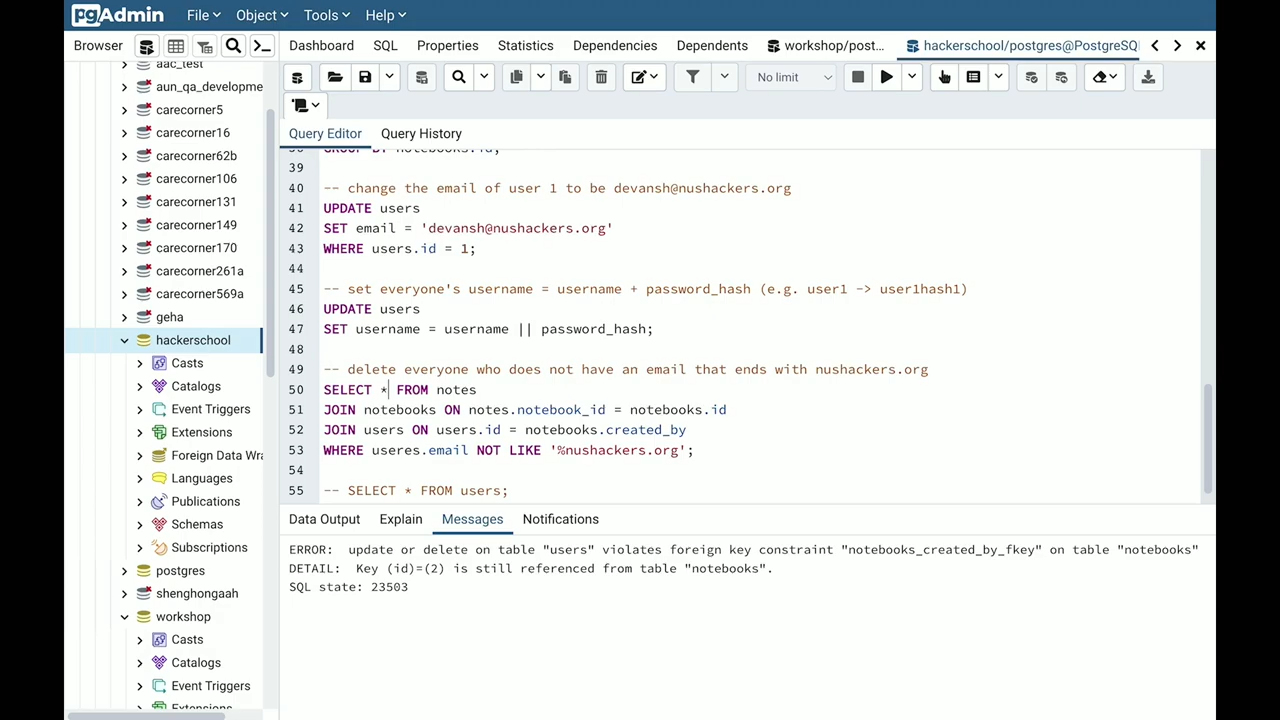 pgAdmin File Object Tools Help
Browser
Dashboard SQL Properties Statistics Dependencies Dependents workshop/post... hackerschool/postgres@PostgreSQ
No limit
Query Editor Query History
aac_test
aun_qa_developme
carecorner5
carecorner16
carecorner62b
carecorner106
carecorner131
carecorner149
carecorner170
carecorner261a
carecorner569a
geha
hackerschool
Casts
Catalogs
Event Triggers
Extensions
Foreign Data Wra
Languages
Publications
Schemas
Subscriptions
postgres
shenghongaah
workshop
Casts
Catalogs
Event Triggers
Extensions
38 GROUP BY notebooks.id;
39
40 -- change the email of user 1 to be devansh@nushackers.org
41 UPDATE users
42 SET email = 'devansh@nushackers.org'
43 WHERE users.id = 1;
44
45 -- set everyone's username = username + password_hash (e.g. user1 -> user1hash1)
46 UPDATE users
47 SET username = username || password_hash;
48
49 -- delete everyone who does not have an email that ends with nushackers.org
50 SELECT * FROM notes
51 JOIN notebooks ON notes.notebook_id = notebooks.id
52 JOIN users ON users.id = notebooks.created_by
53 WHERE useres.email NOT LIKE '%nushackers.org';
54
55 -- SELECT * FROM users;
Data Output Explain Messages Notifications
ERROR: update or delete on table "users" violates foreign key constraint "notebooks_created_by_fkey" on table "notebooks"
DETAIL: Key (id)=(2) is still referenced from table "notebooks".
SQL state: 23503